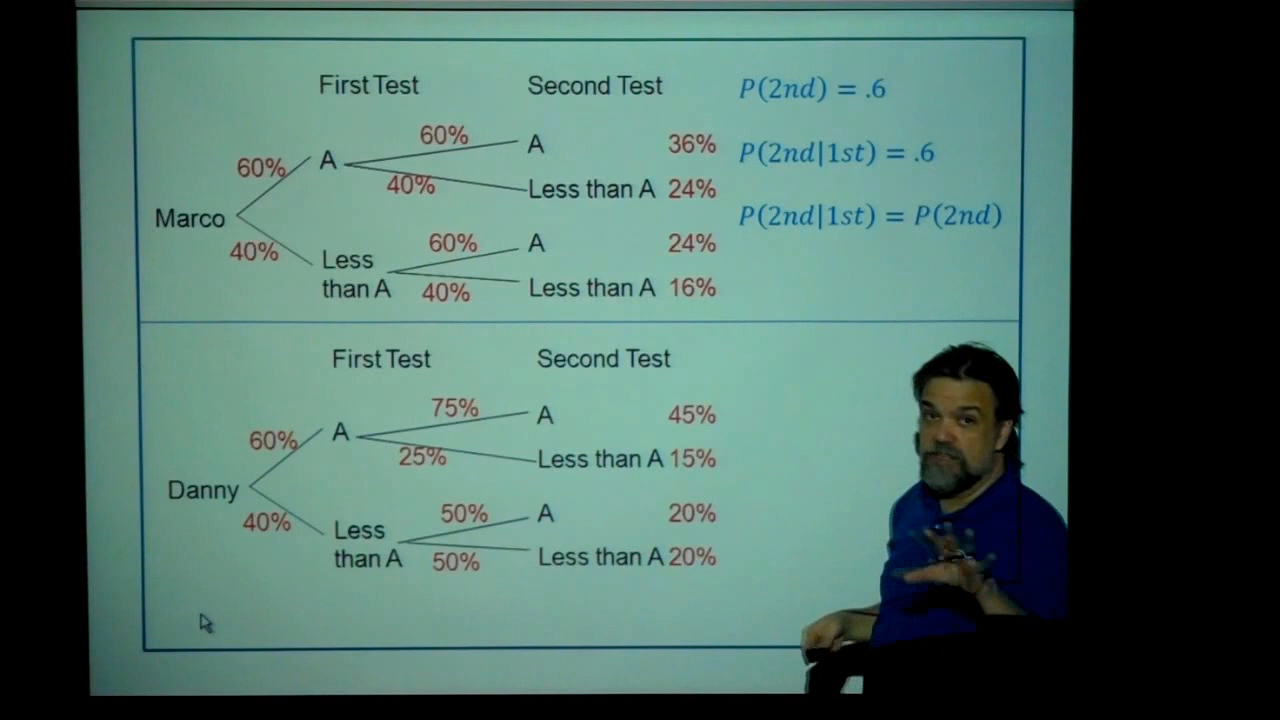 First Test Second Test P(2nd) = .6
60% A 60% A 36% P(2nd|1st) = .6
40% Less than A 24%
Marco P(2nd|1st) = P(2nd)
40% Less 60% A 24%
than A 40% Less than A 16%
First Test Second Test
60% A 75% A 45%
25% Less than A 15%
Danny
40% Less 50% A 20%
than A 50% Less than A 20%